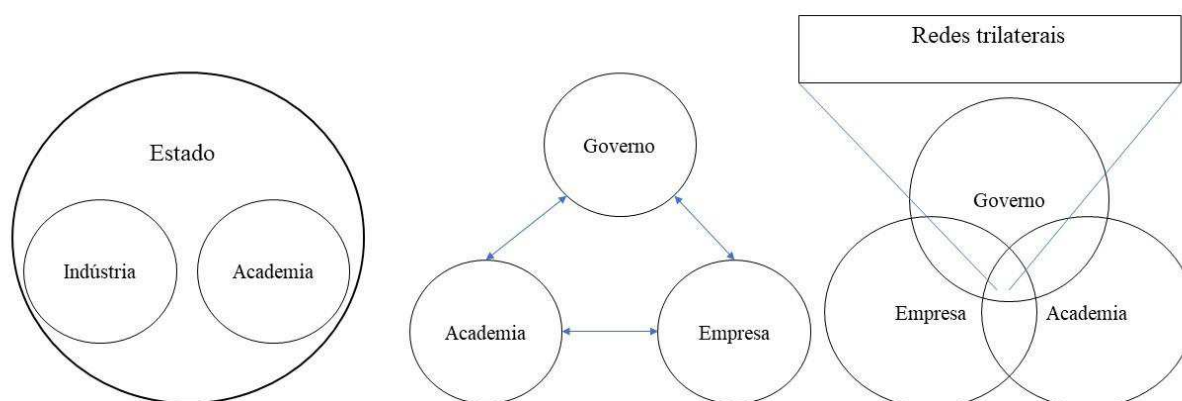 Estado
Indústria
Academia
Governo
Academia
Empresa
Redes trilaterais
Governo
Empresa
Academia